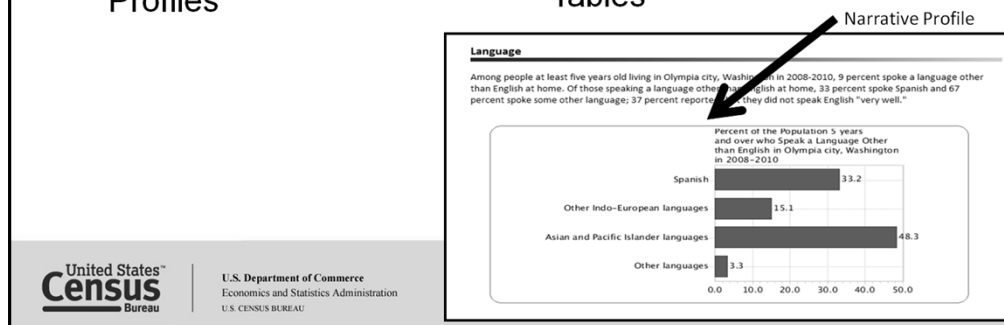 Profiles
Tables
Narrative Profile
Language
Among people at least five years old living in Olympia city, Washington in 2008-2010, 9 percent spoke a language other
than English at home. Of those speaking a language other than English at home, 33 percent spoke Spanish and 67
percent spoke some other language; 37 percent reported they did not speak English "very well."
Percent of the Population 5 years
and over who Speak a Language Other
than English in Olympia city, Washington
in 2008-2010
Spanish
33.2
Other Indo-European languages
15.1
Asian and Pacific Islander languages
48.3
Other languages
3.3
0.0 10.0 20.0 30.0 40.0 50.0
United States™
Census
Bureau
U.S. Department of Commerce
Economics and Statistics Administration
U.S. CENSUS BUREAU